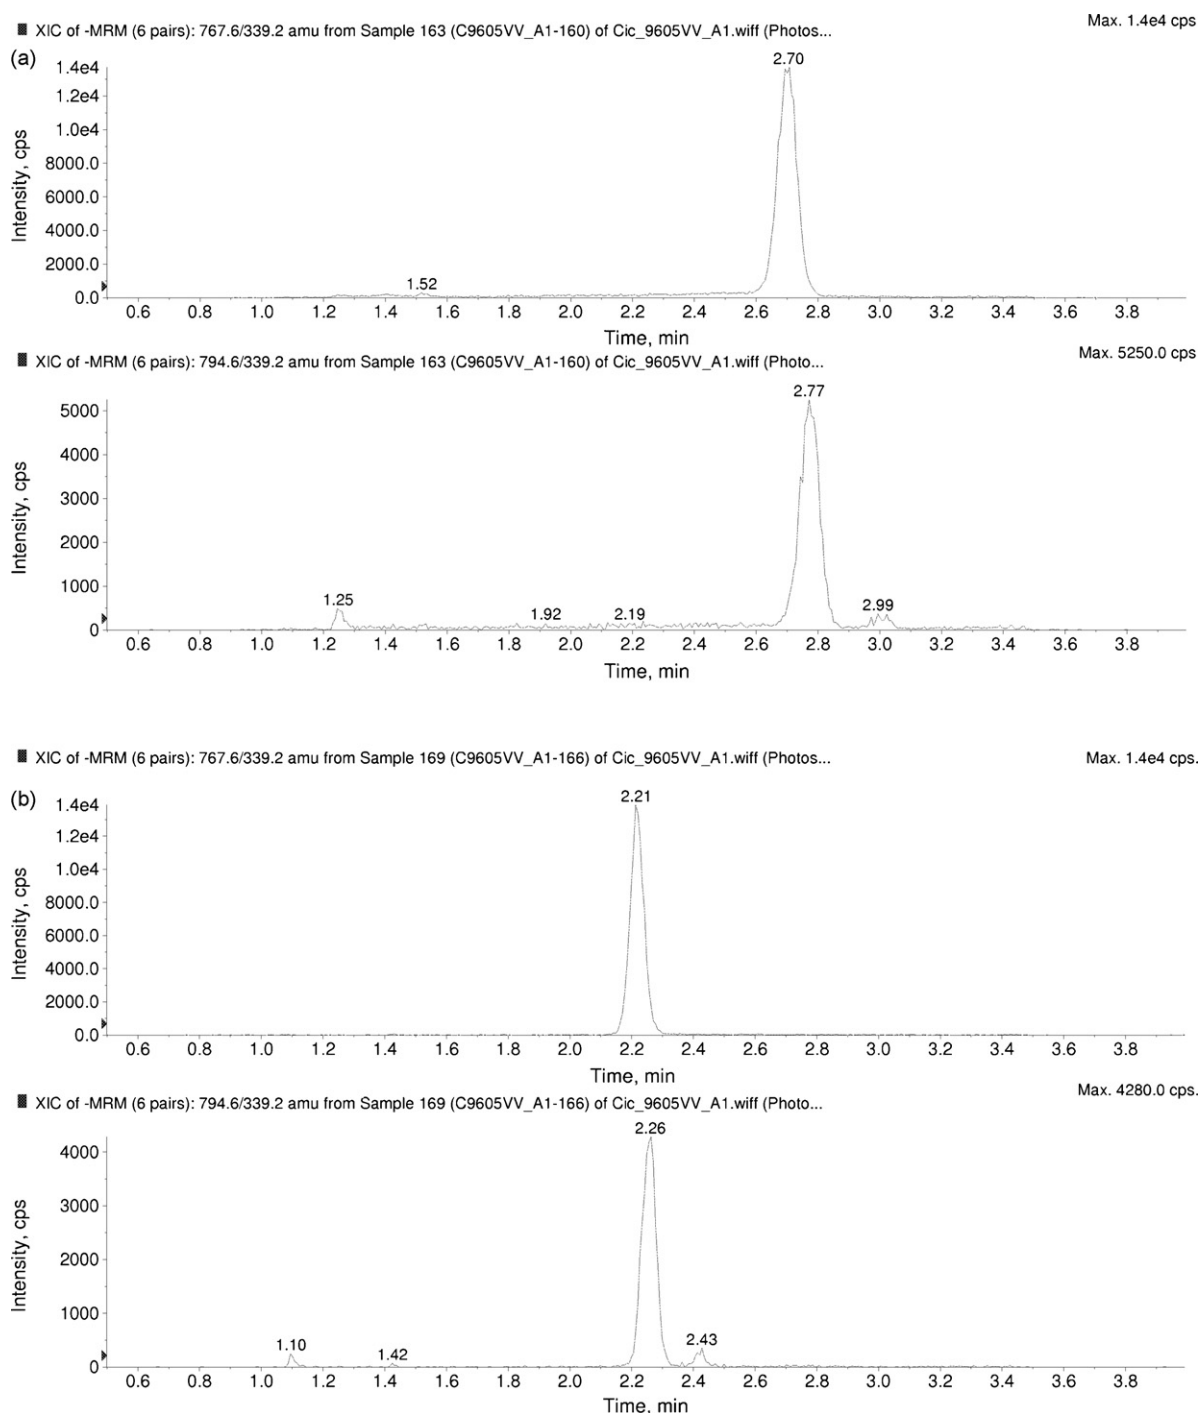 XIC of -MRM (6 pairs): 767.6/339.2 amu from Sample 163 (C9605VV_A1-160) of Cic_9605VV_A1.wiff (Photos... Max. 1.4e4 cps
(a)
2.70
1.4e4
1.2e4
1.0e4
8000.0
6000.0
4000.0
2000.0
0.0
Intensity, cps
1.52
0.6 0.8 1.0 1.2 1.4 1.6 1.8 2.0 2.2 2.4 2.6 2.8 3.0 3.2 3.4 3.6 3.8
Time, min
XIC of -MRM (6 pairs): 794.6/339.2 amu from Sample 163 (C9605VV_A1-160) of Cic_9605VV_A1.wiff (Photo... Max. 5250.0 cps
2.77
5000
4000
3000
2000
1000
0
Intensity, cps
1.25 1.92 2.19 2.99
0.6 0.8 1.0 1.2 1.4 1.6 1.8 2.0 2.2 2.4 2.6 2.8 3.0 3.2 3.4 3.6 3.8
Time, min
XIC of -MRM (6 pairs): 767.6/339.2 amu from Sample 169 (C9605VV_A1-166) of Cic_9605VV_A1.wiff (Photos... Max. 1.4e4 cps.
(b)
2.21
1.4e4
1.2e4
1.0e4
8000.0
6000.0
4000.0
2000.0
0.0
Intensity, cps
0.6 0.8 1.0 1.2 1.4 1.6 1.8 2.0 2.2 2.4 2.6 2.8 3.0 3.2 3.4 3.6 3.8
Time, min
XIC of -MRM (6 pairs): 794.6/339.2 amu from Sample 169 (C9605VV_A1-166) of Cic_9605VV_A1.wiff (Photo... Max. 4280.0 cps.
2.26
4000
3000
2000
1000
0
Intensity, cps
1.10 1.42 2.43
0.6 0.8 1.0 1.2 1.4 1.6 1.8 2.0 2.2 2.4 2.6 2.8 3.0 3.2 3.4 3.6 3.8
Time, min